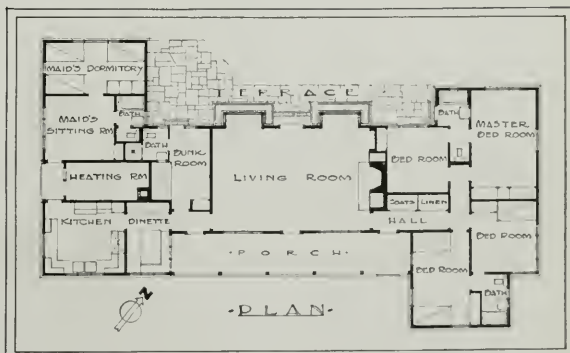 MAID'S DORMITORY
TERRACE
MAID'S
SITTING RM
BATH
BATH
BUNK
ROOM
HEATING RM
LIVING ROOM
BED ROOM
BATH
MASTER
BED ROOM
COATS
LINEN
HALL
KITCHEN
DINETTE
·PORCH·
BED ROOM
BED ROOM
BATH
N
·PLAN·